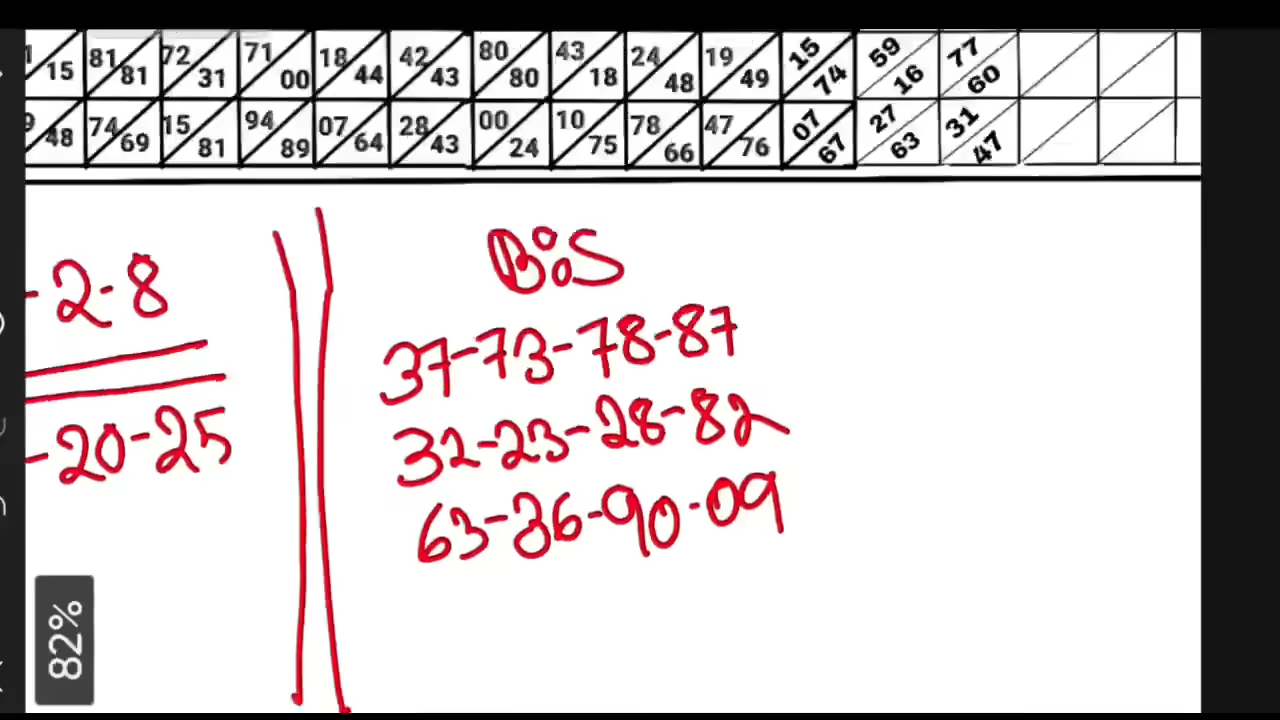 15 81 81 72 31 71 00 18 44 42 43 80 80 43 18 24 48 19 49 15 74 59 16 77 60
48 74 69 15 81 94 89 07 64 28 43 00 24 10 75 78 66 47 76 07 67 27 63 31 47
-2-8
-20-25
B:S
37-73-78-87
32-23-28-82
63-36-90-09
82%